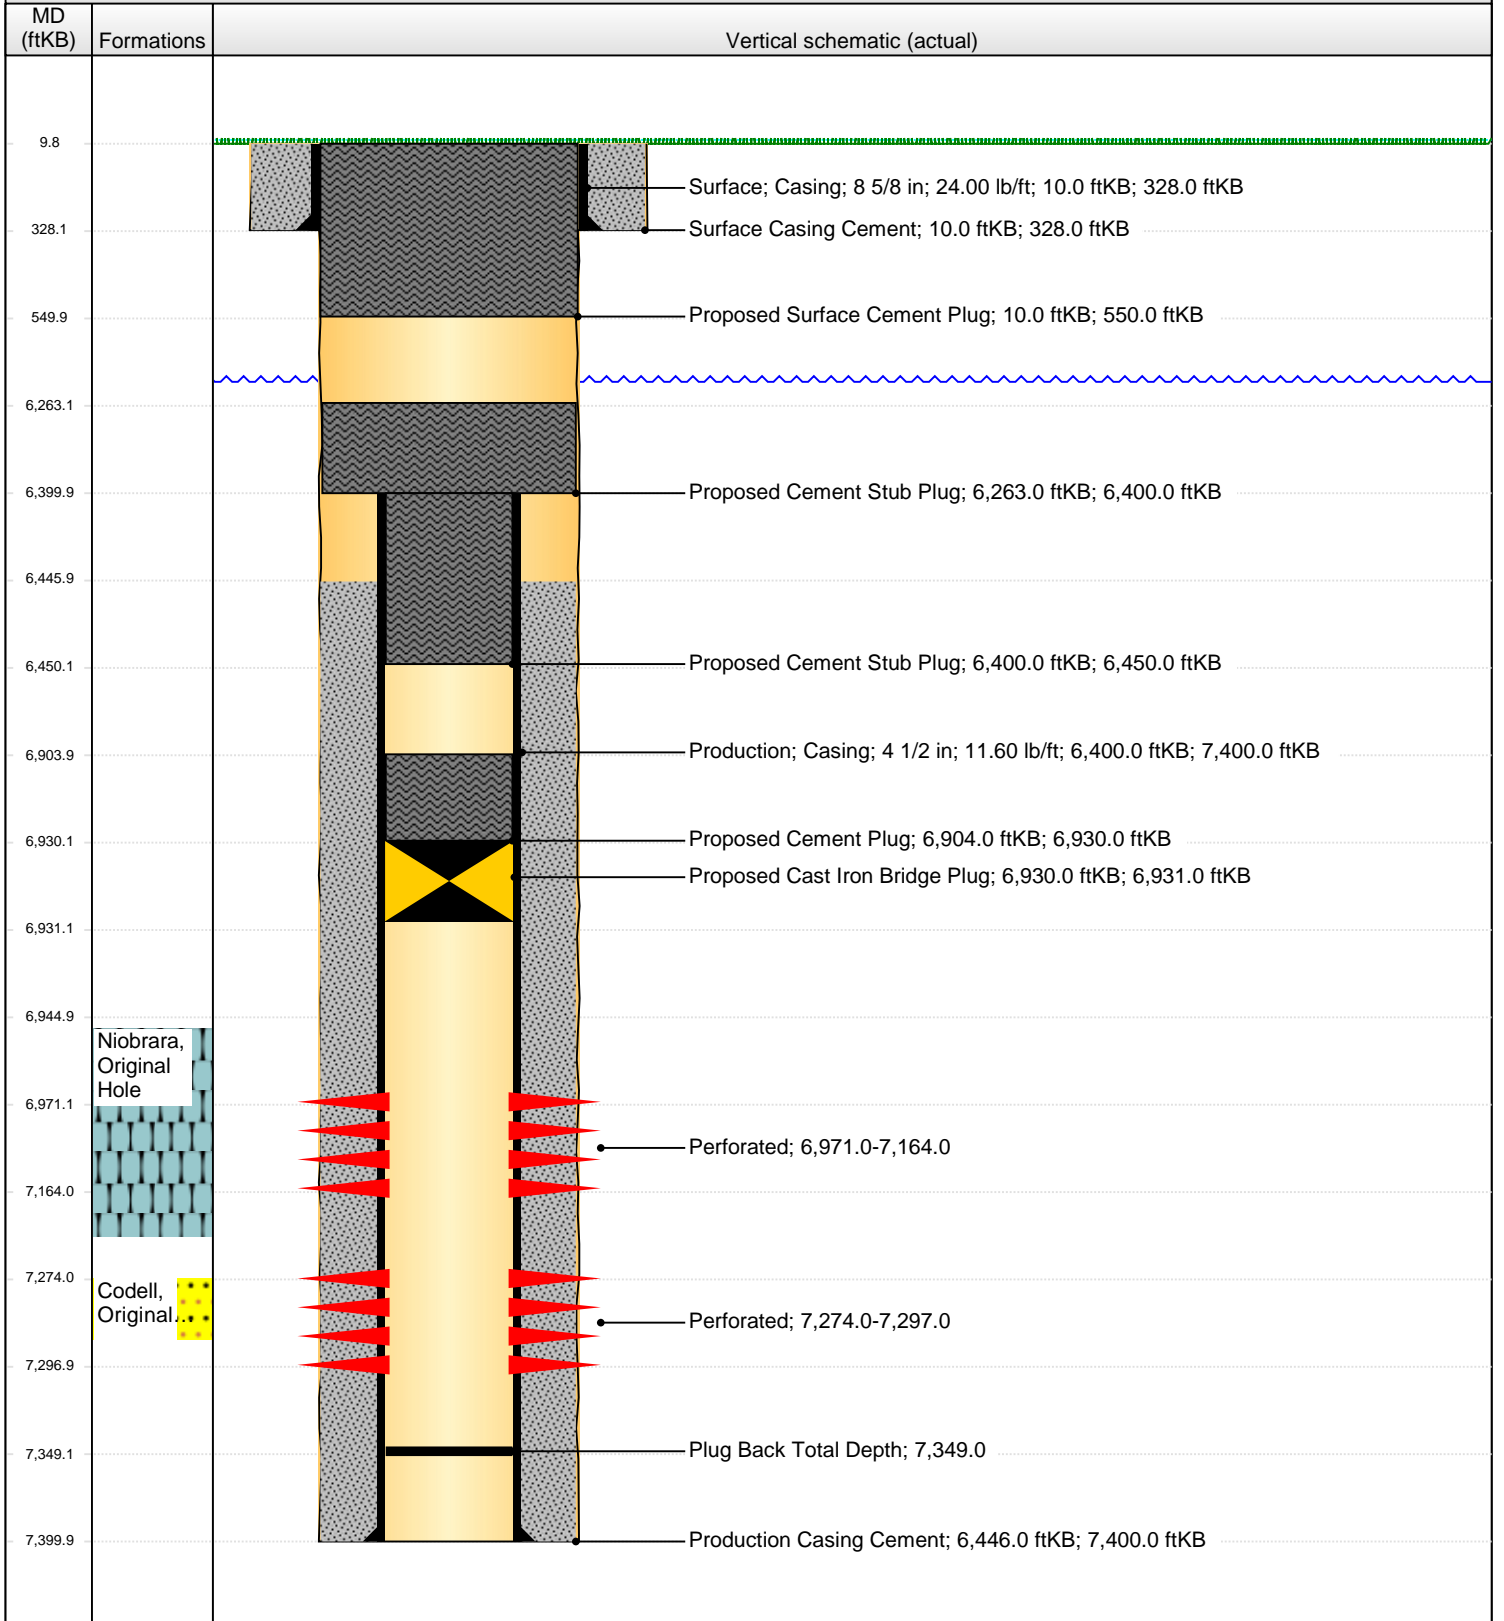 MD
(ftKB)
Formations
Vertical schematic (actual)
9.8
Surface; Casing; 8 5/8 in; 24.00 lb/ft; 10.0 ftKB; 328.0 ftKB
328.1
Surface Casing Cement; 10.0 ftKB; 328.0 ftKB
549.9
Proposed Surface Cement Plug; 10.0 ftKB; 550.0 ftKB
6,263.1
6,399.9
Proposed Cement Stub Plug; 6,263.0 ftKB; 6,400.0 ftKB
6,445.9
6,450.1
Proposed Cement Stub Plug; 6,400.0 ftKB; 6,450.0 ftKB
6,903.9
Production; Casing; 4 1/2 in; 11.60 lb/ft; 6,400.0 ftKB; 7,400.0 ftKB
6,930.1
Proposed Cement Plug; 6,904.0 ftKB; 6,930.0 ftKB
Proposed Cast Iron Bridge Plug; 6,930.0 ftKB; 6,931.0 ftKB
6,931.1
6,944.9
Niobrara,
Original
Hole
6,971.1
Perforated; 6,971.0-7,164.0
7,164.0
7,274.0
Codell,
Original...
Perforated; 7,274.0-7,297.0
7,296.9
7,349.1
Plug Back Total Depth; 7,349.0
7,399.9
Production Casing Cement; 6,446.0 ftKB; 7,400.0 ftKB